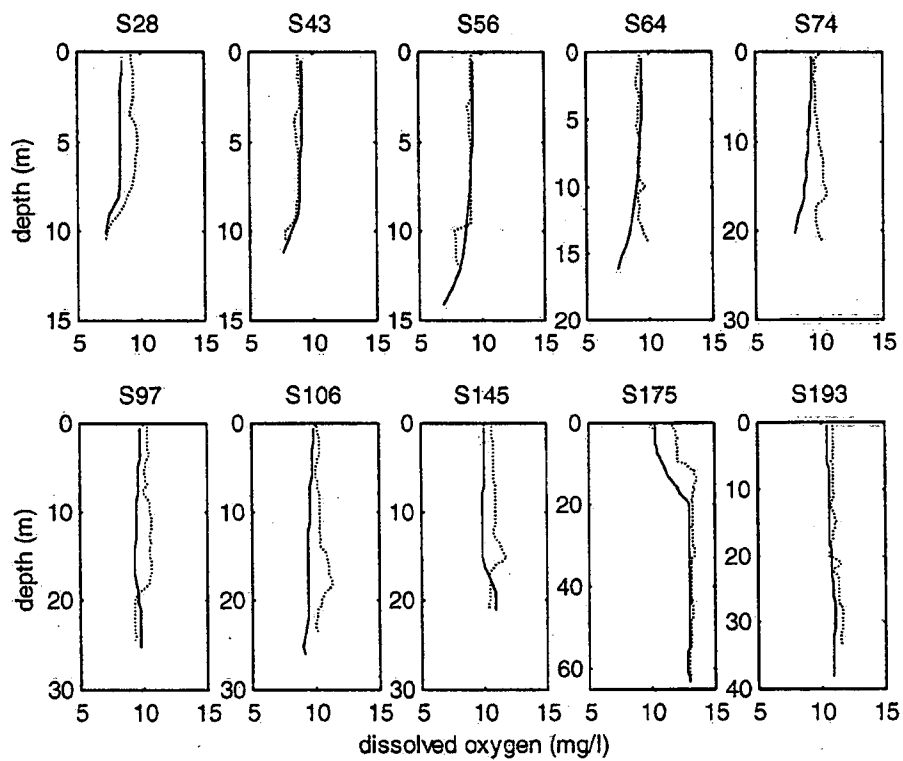 S28 S43 S56 S64 S74
0 0 0 0 0
5 5 5 5 10
10 10 10 10 20
15 15 15 15 30
20
depth (m)
5 10 15 5 10 15 5 10 15 5 10 15 5 10 15
S97 S106 S145 S175 S193
0 0 0 0 0
10 10 10 20 10
20 20 20 40 20
30 30 30 60 30
40
depth (m)
5 10 15 5 10 15 5 10 15 5 10 15 5 10 15
dissolved oxygen (mg/l)